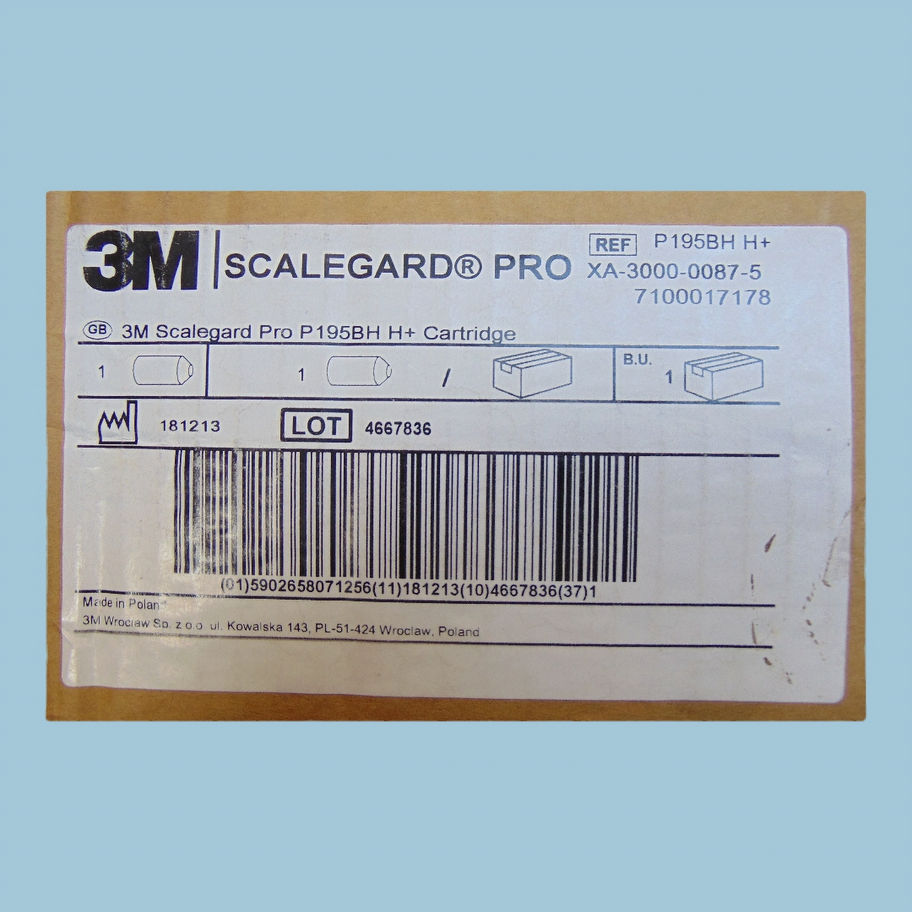 3M SCALEGARD® PRO
REF P195BH H+
XA-3000-0087-5
7100017178
GB 3M Scalegard Pro P195BH H+ Cartridge
1 1 / B.U. 1
181213 LOT 4667836
(01)5902658071256(11)181213(10)4667836(37)1
Made in Poland
3M Wroclaw Sp. z o.o ul. Kowalska 143, PL-51-424 Wroclaw, Poland